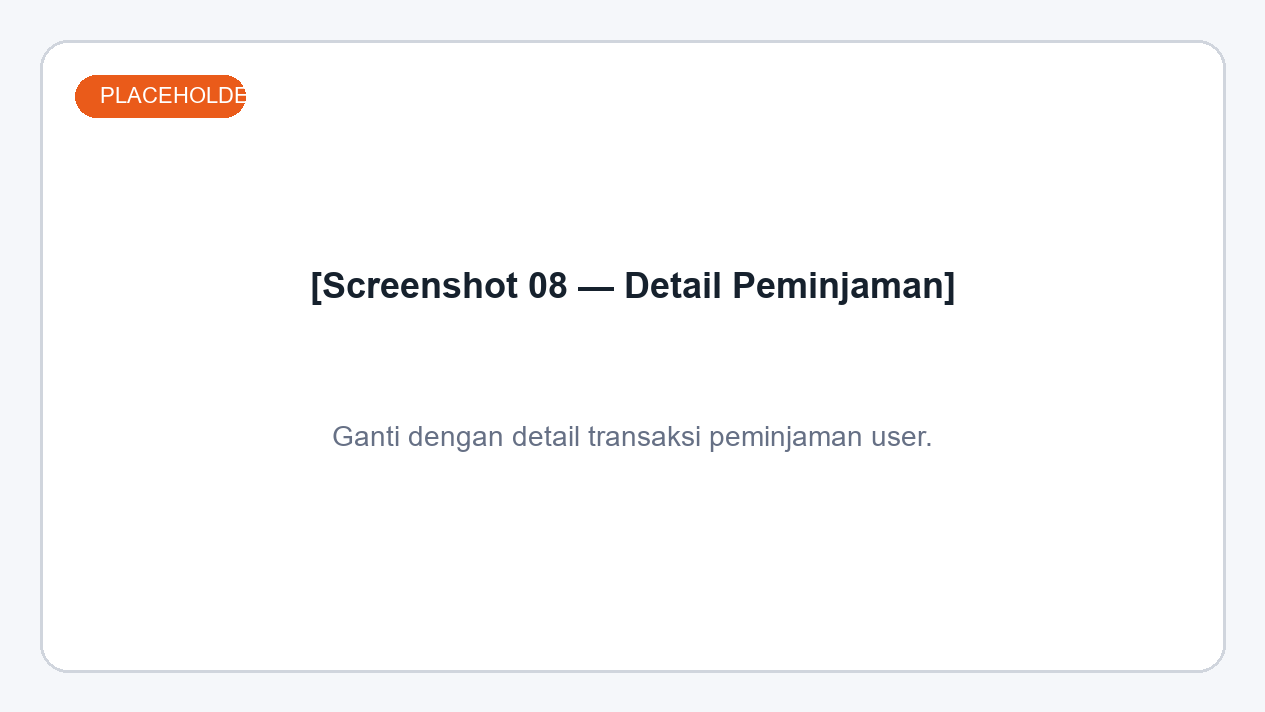 PLACEHOLDE
[Screenshot 08 — Detail Peminjaman]
Ganti dengan detail transaksi peminjaman user.